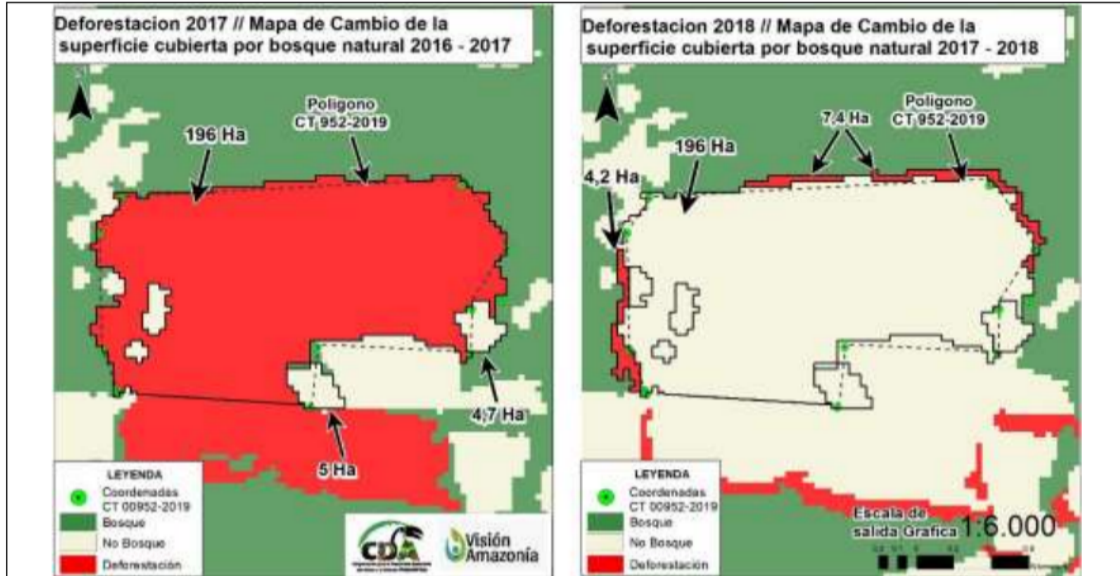 Deforestacion 2017 // Mapa de Cambio de la
superficie cubierta por bosque natural 2016 - 2017
196 Ha
Poligono
CT 952-2019
4,7 Ha
5 Ha
LEYENDA
Coordenadas
CT 00952-2019
Bosque
No Bosque
Deforestación
CDA
Visión
Amazonía
Deforestacion 2018 // Mapa de Cambio de la
superficie cubierta por bosque natural 2017 - 2018
7,4 Ha
Poligono
CT 952-2019
196 Ha
4,2 Ha
LEYENDA
Coordenadas
CT 00952-2019
Bosque
No Bosque
Deforestación
Escala de
salida Grafica 1:6.000